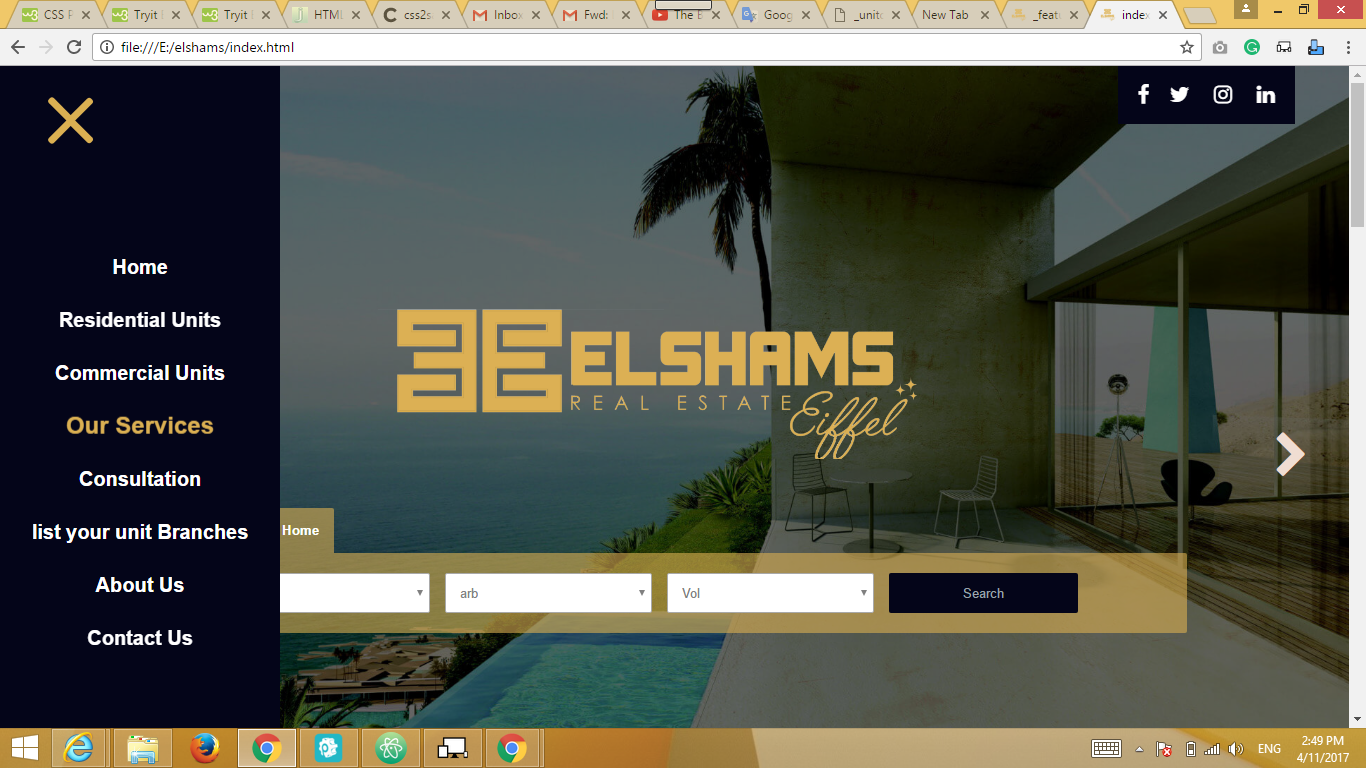 CSS
Tryit
Tryit
HTML
css2s
Inbox
Fwd:
The
Goog
_unito
New Tab
_feat
index
file:///E:/elshams/index.html
Home
Residential Units
Commercial Units
Our Services
Consultation
list your unit Branches
About Us
Contact Us
ELSHAMS
REAL ESTATE
Eiffel
Home
arb
Vol
Search
ENG
2:49 PM
4/11/2017